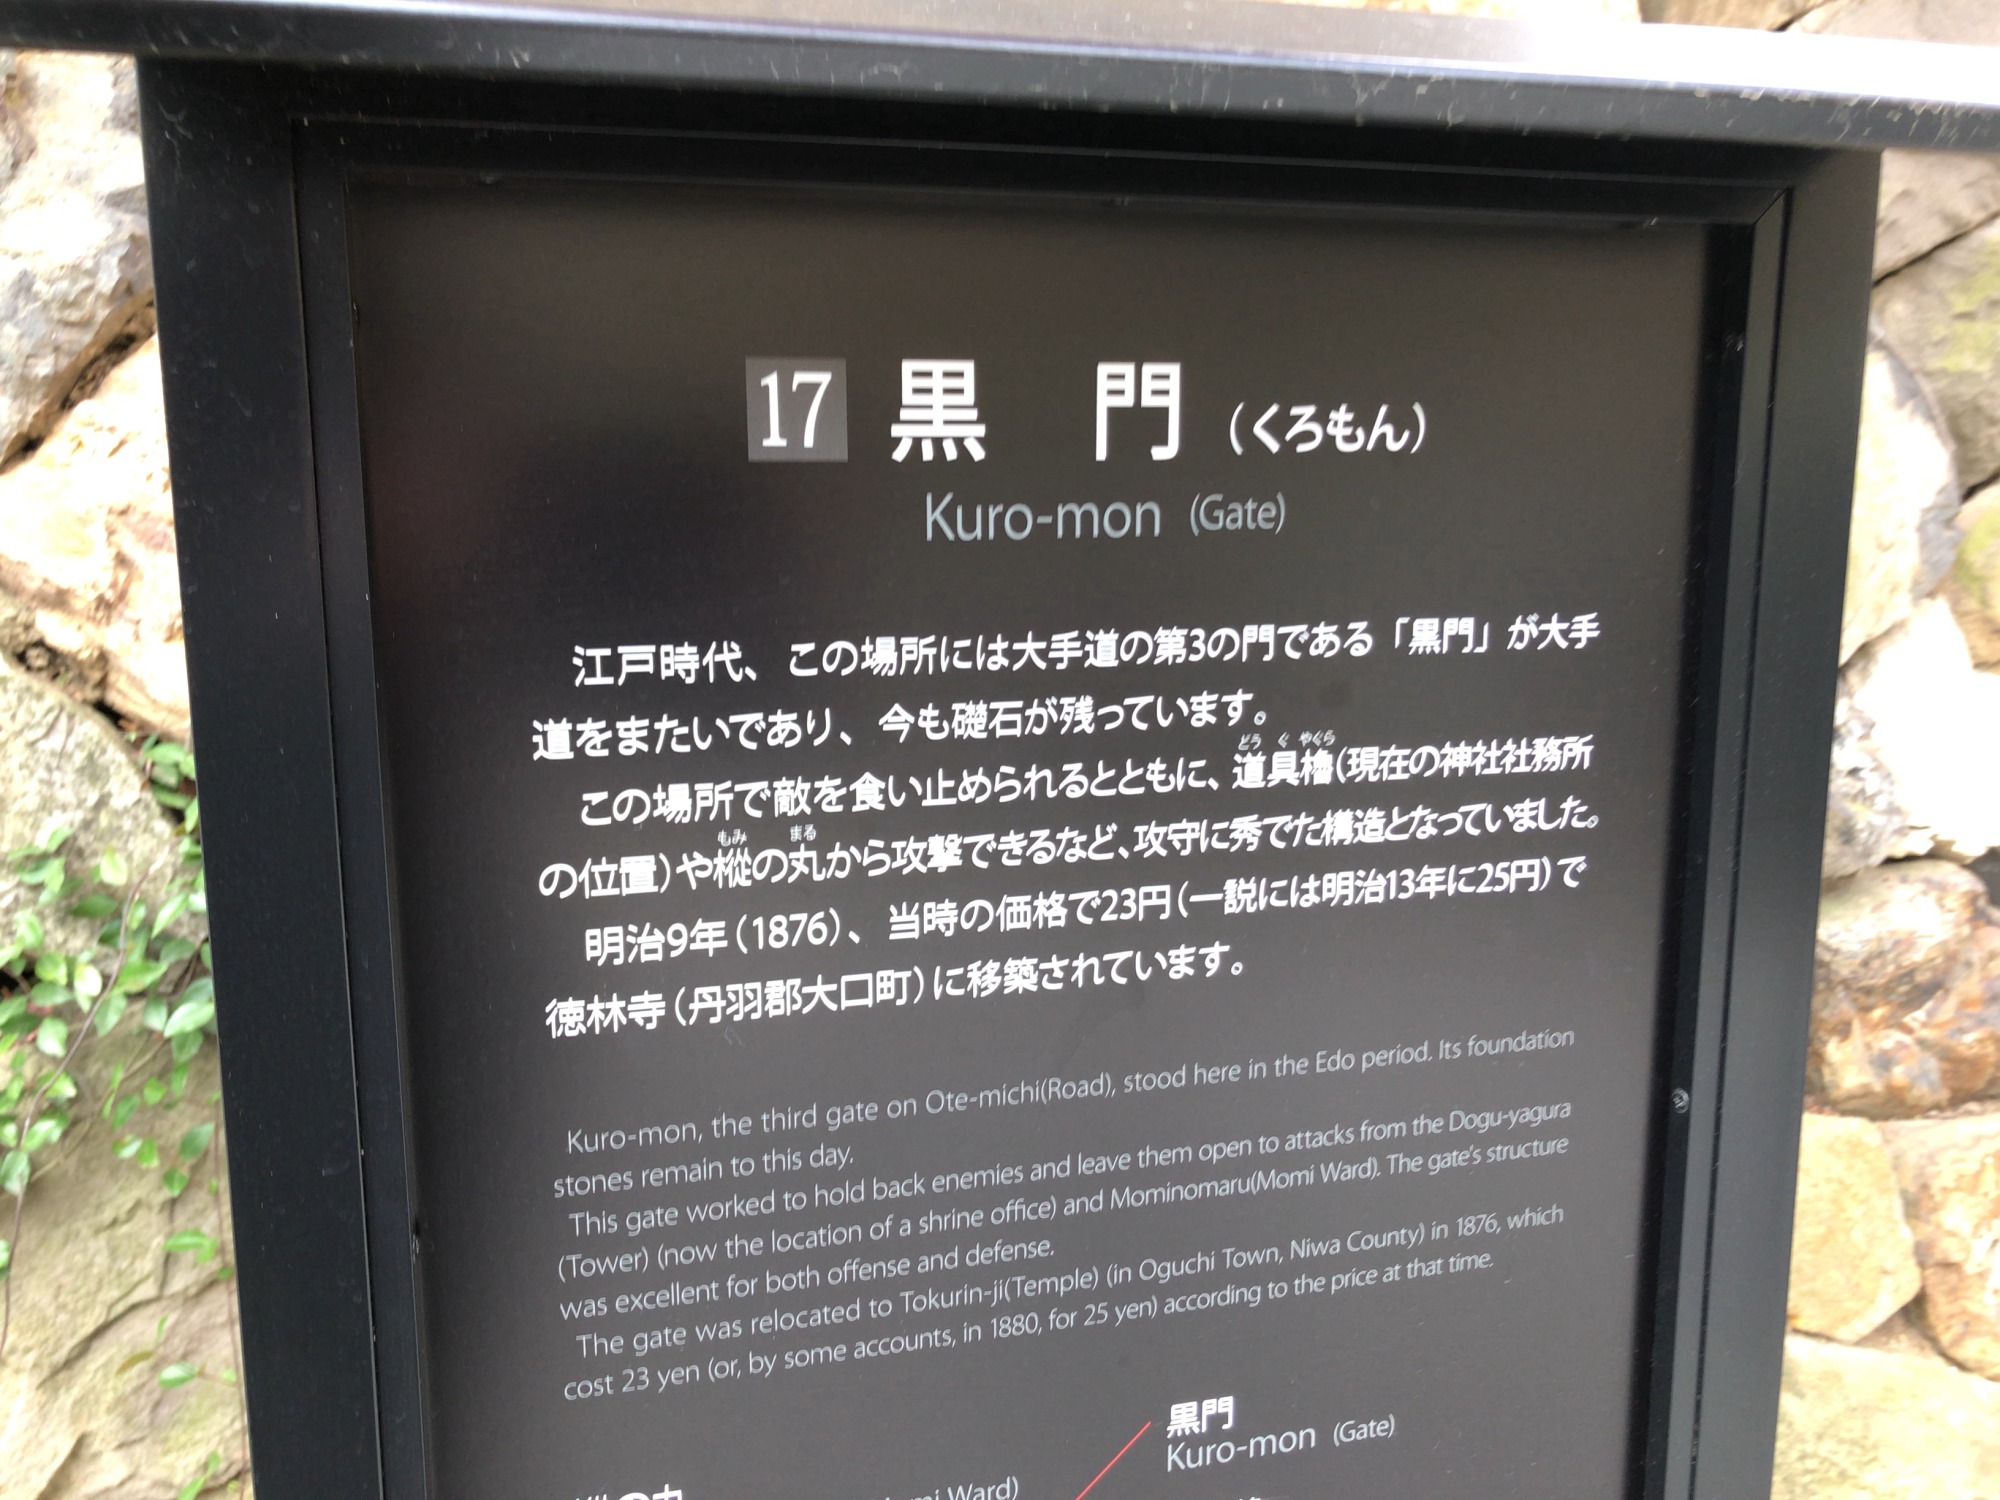 17 黒 門 (くろもん)
Kuro-mon (Gate)
江戸時代、この場所には大手道の第3の門である「黒門」が大手
道をまたいであり、今も礎石が残っています。
どう ぐ やぐら
この場所で敵を食い止められるとともに、道具櫓(現在の神社社務所
もみ まる
の位置)や樅の丸から攻撃できるなど、攻守に秀でた構造となっていました。
明治9年(1876)、当時の価格で23円(一説には明治13年に25円)で
徳林寺(丹羽郡大口町)に移築されています。
Kuro-mon, the third gate on Ote-michi(Road), stood here in the Edo period. Its foundation
stones remain to this day.
This gate worked to hold back enemies and leave them open to attacks from the Dogu-yagura
(Tower) (now the location of a shrine office) and Mominomaru(Momi Ward). The gate's structure
was excellent for both offense and defense.
The gate was relocated to Tokurin-ji(Temple) (in Oguchi Town, Niwa County) in 1876, which
cost 23 yen (or, by some accounts, in 1880, for 25 yen) according to the price at that time.
黒門
Kuro-mon (Gate)
Ward)